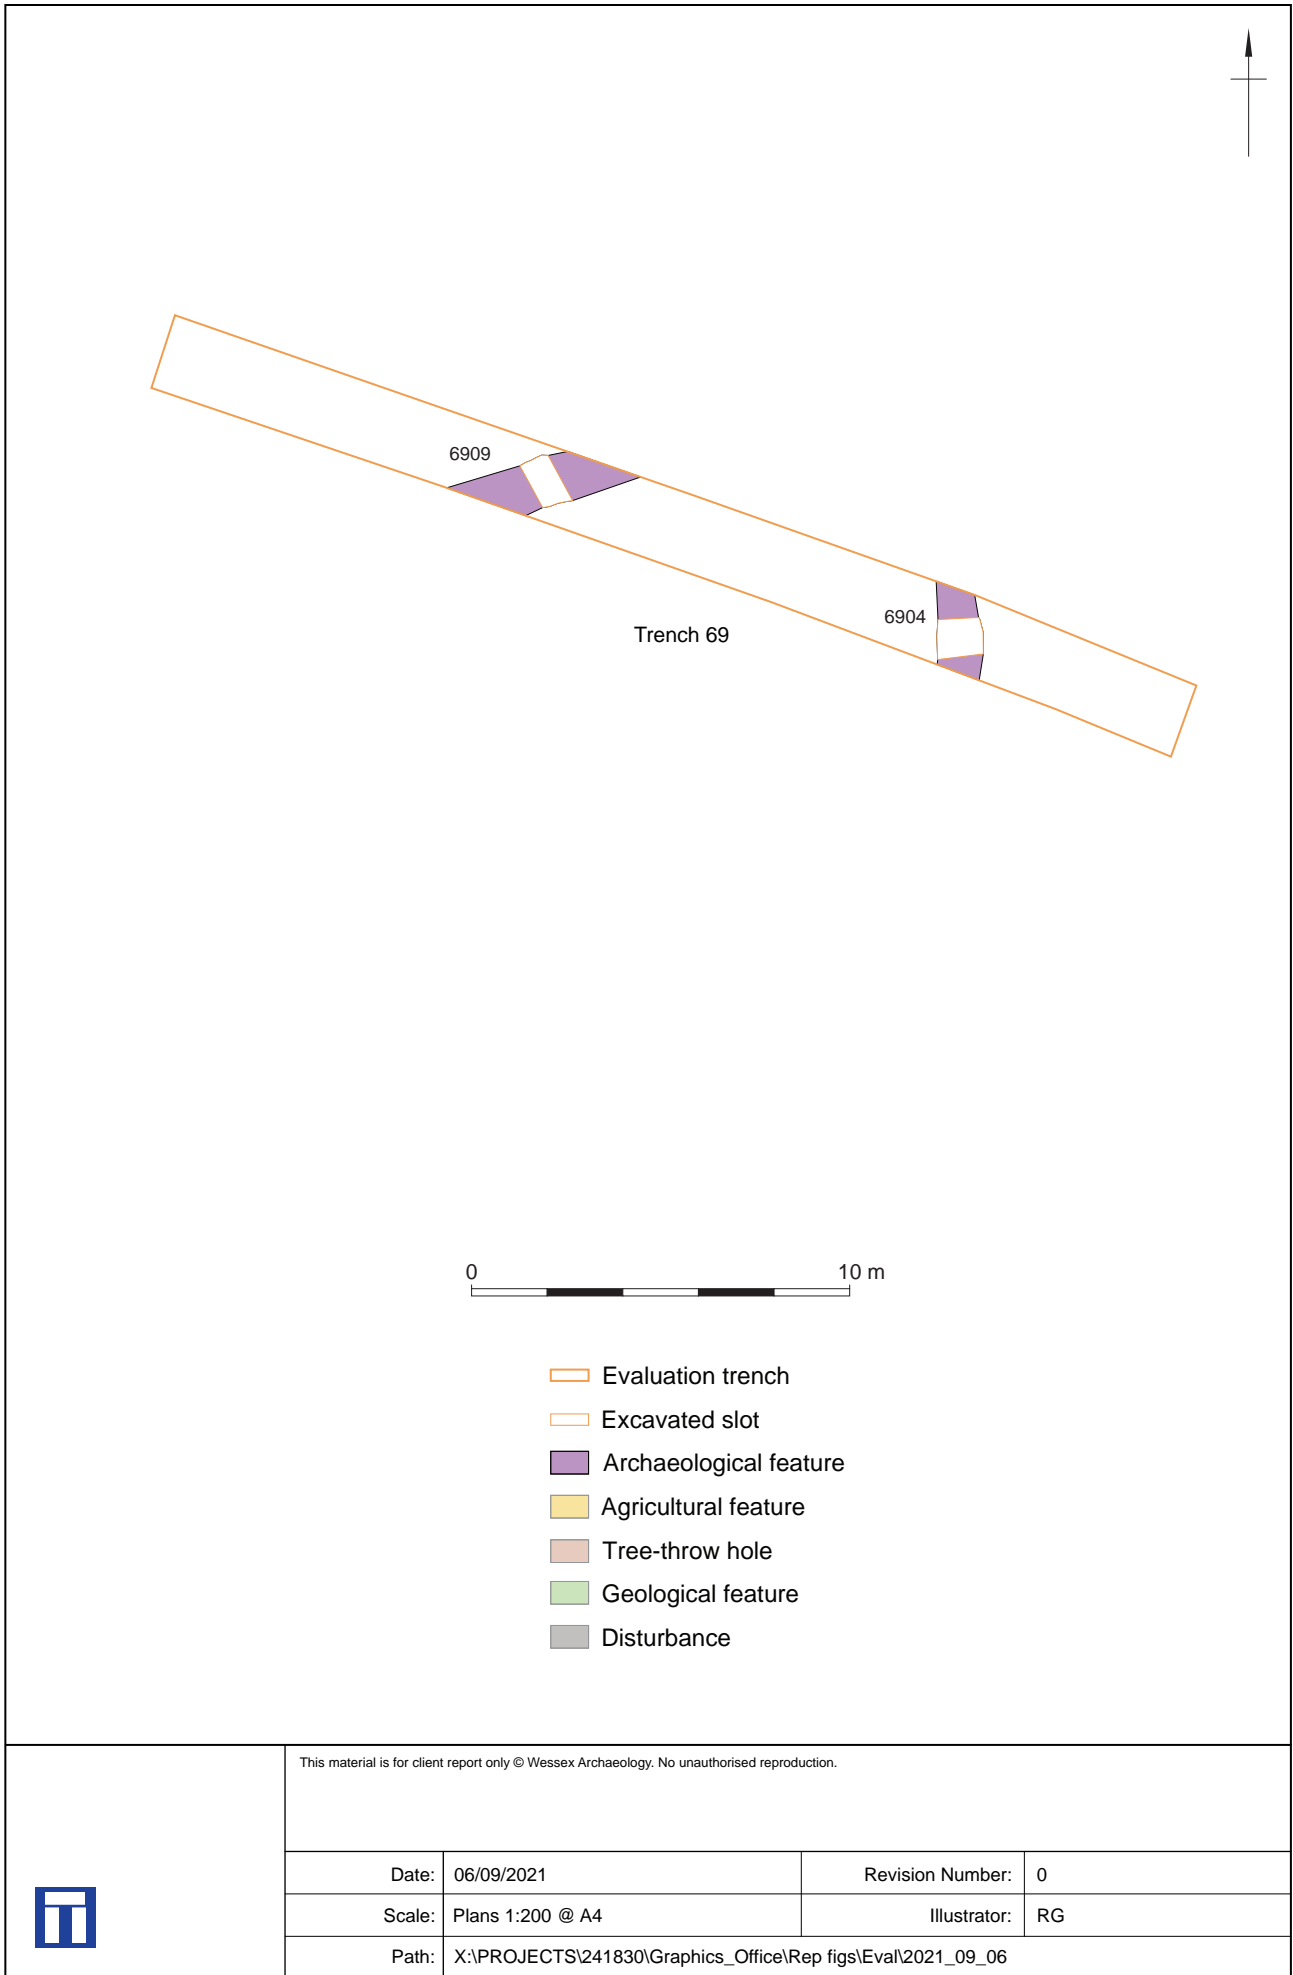 6909
6904
Trench 69
0 10 m
Evaluation trench
Excavated slot
Archaeological feature
Agricultural feature
Tree-throw hole
Geological feature
Disturbance
This material is for client report only © Wessex Archaeology. No unauthorised reproduction.
Date: 06/09/2021 Revision Number: 0
Scale: Plans 1:200 @ A4 Illustrator: RG
Path: X:\PROJECTS\241830\Graphics_Office\Rep figs\Eval\2021_09_06